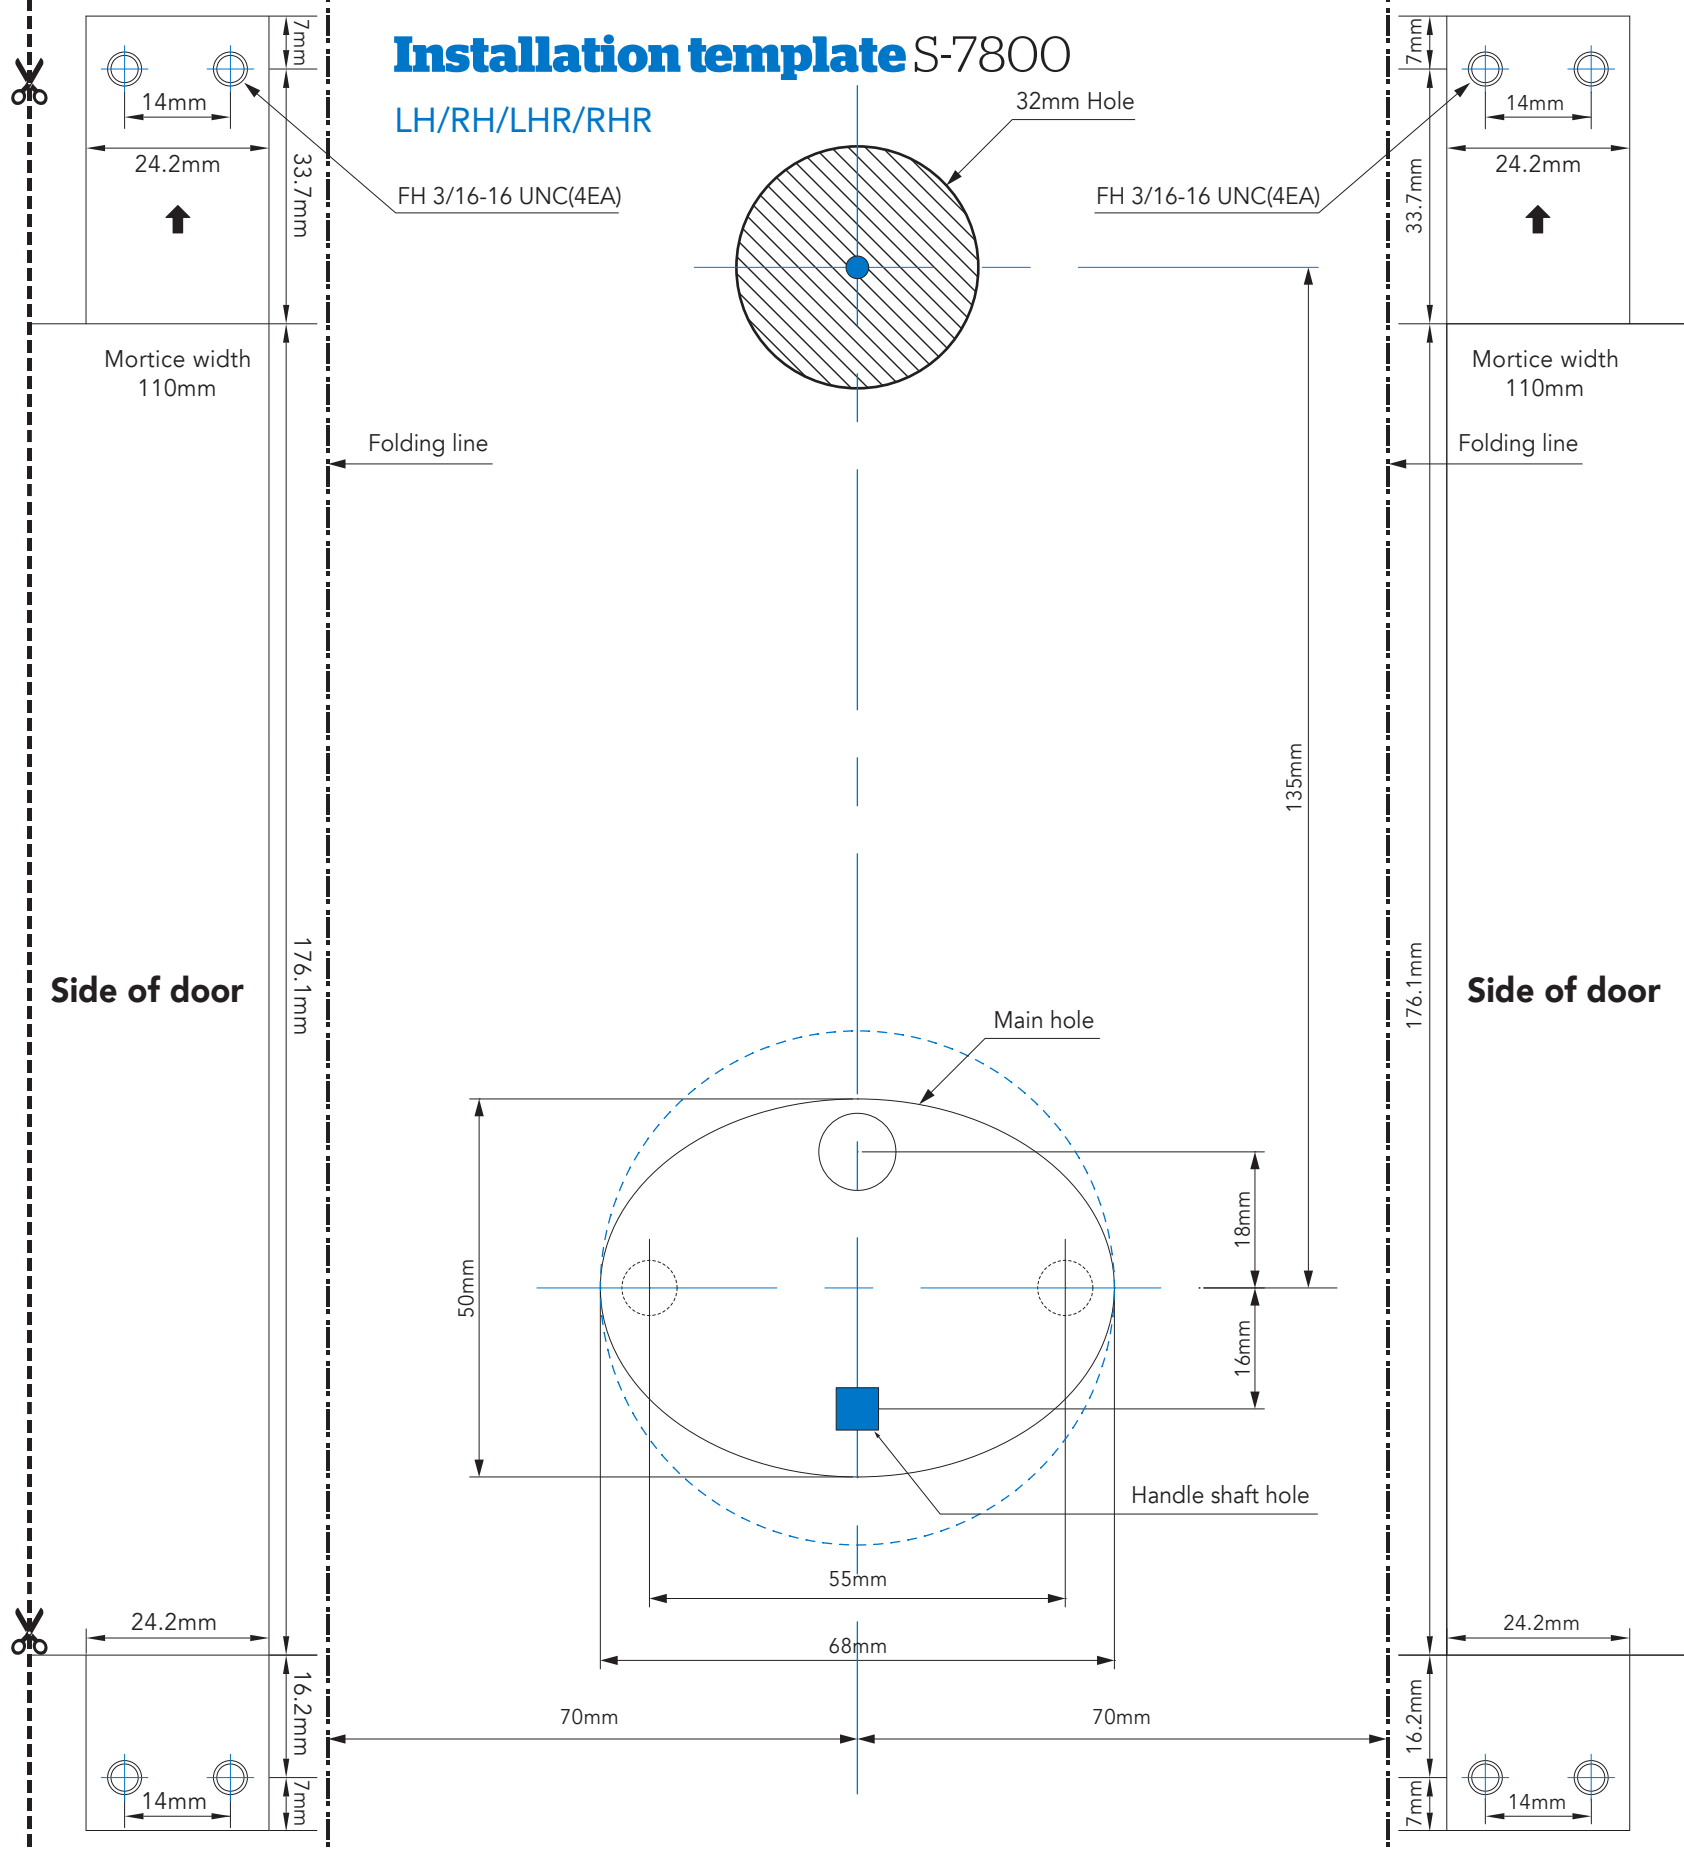 Installation template S-7800
LH/RH/LHR/RHR
7mm
14mm
24.2mm
33.7mm
FH 3/16-16 UNC(4EA)
32mm Hole
FH 3/16-16 UNC(4EA)
7mm
14mm
24.2mm
33.7mm
Mortice width
110mm
Mortice width
110mm
Folding line
Folding line
135mm
176.1mm
Side of door
176.1mm
Side of door
Main hole
50mm
18mm
16mm
Handle shaft hole
55mm
68mm
24.2mm
24.2mm
16.2mm
70mm
70mm
16.2mm
14mm
7mm
14mm
7mm